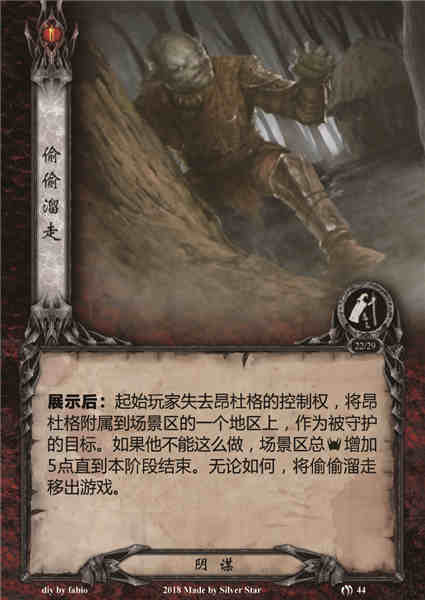 偷偷溜走
22/29
展示后：起始玩家失去昂杜格的控制权，将昂
杜格附属到场景区的一个地区上，作为被守护
的目标。如果他不能这么做，场景区总增加
5点直到本阶段结束。无论如何，将偷偷溜走
移出游戏。
阴谋
diy by fabio
2018 Made by Silver Star
44